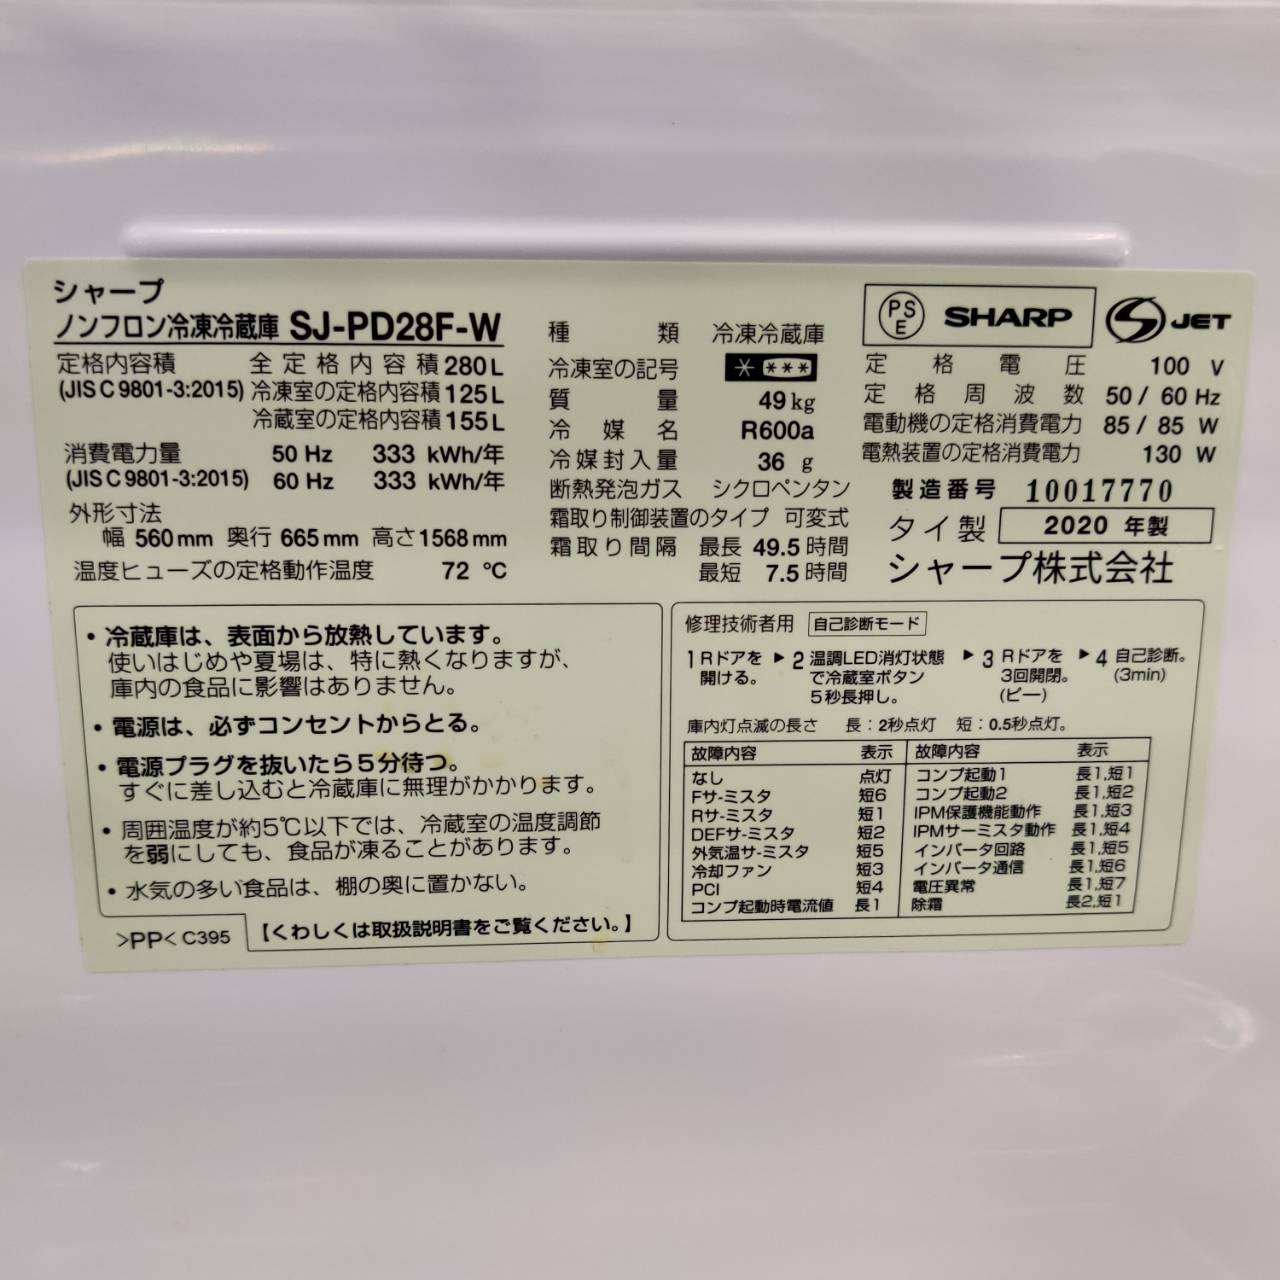 シャープ
ノンフロン冷凍冷蔵庫 SJ-PD28F-W
定格内容積 全定格内容積 280L
(JIS C 9801-3:2015) 冷凍室の定格内容積 125L
冷蔵室の定格内容積 155L
消費電力量 50 Hz 333 kWh/年
(JIS C 9801-3:2015) 60 Hz 333 kWh/年
外形寸法
幅 560mm 奥行 665mm 高さ1568mm
温度ヒューズの定格動作温度 72 ℃
種類 冷凍冷蔵庫
冷凍室の記号 * ***
質量 49kg
冷媒名 R600a
冷媒封入量 36 g
断熱発泡ガス シクロペンタン
霜取り制御装置のタイプ 可変式
霜取り間隔 最長 49.5時間
最短 7.5時間
PSE SHARP JET
定格電圧 100 V
定格周波数 50/60 Hz
電動機の定格消費電力 85/85 W
電熱装置の定格消費電力 130 W
製造番号 10017770
タイ製 2020 年製
シャープ株式会社
・冷蔵庫は、表面から放熱しています。
使いはじめや夏場は、特に熱くなりますが、
庫内の食品に影響はありません。
・電源は、必ずコンセントからとる。
・電源プラグを抜いたら5分待つ。
すぐに差し込むと冷蔵庫に無理がかかります。
・周囲温度が約5℃以下では、冷蔵室の温度調節
を弱にしても、食品が凍ることがあります。
・水気の多い食品は、棚の奥に置かない。
>PP< C395 【くわしくは取扱説明書をご覧ください。】
修理技術者用 自己診断モード
1 Rドアを ▶ 2 温調LED消灯状態 ▶ 3 Rドアを ▶ 4 自己診断。
開ける。 で冷蔵室ボタン 3回開閉。 (3min)
5秒長押し。 (ピー)
庫内灯点滅の長さ 長：2秒点灯 短：0.5秒点灯。
故障内容 表示 故障内容 表示
なし 点灯 コンプ起動1 長1,短1
Fサ-ミスタ 短6 コンプ起動2 長1,短2
Rサ-ミスタ 短1 IPM保護機能動作 長1,短3
DEFサ-ミスタ 短2 IPMサーミスタ動作 長1,短4
外気温サ-ミスタ 短5 インバータ回路 長1,短5
冷却ファン 短3 インバータ通信 長1,短6
PCI 短4 電圧異常 長1,短7
コンプ起動時電流値 長1 除霜 長2,短1